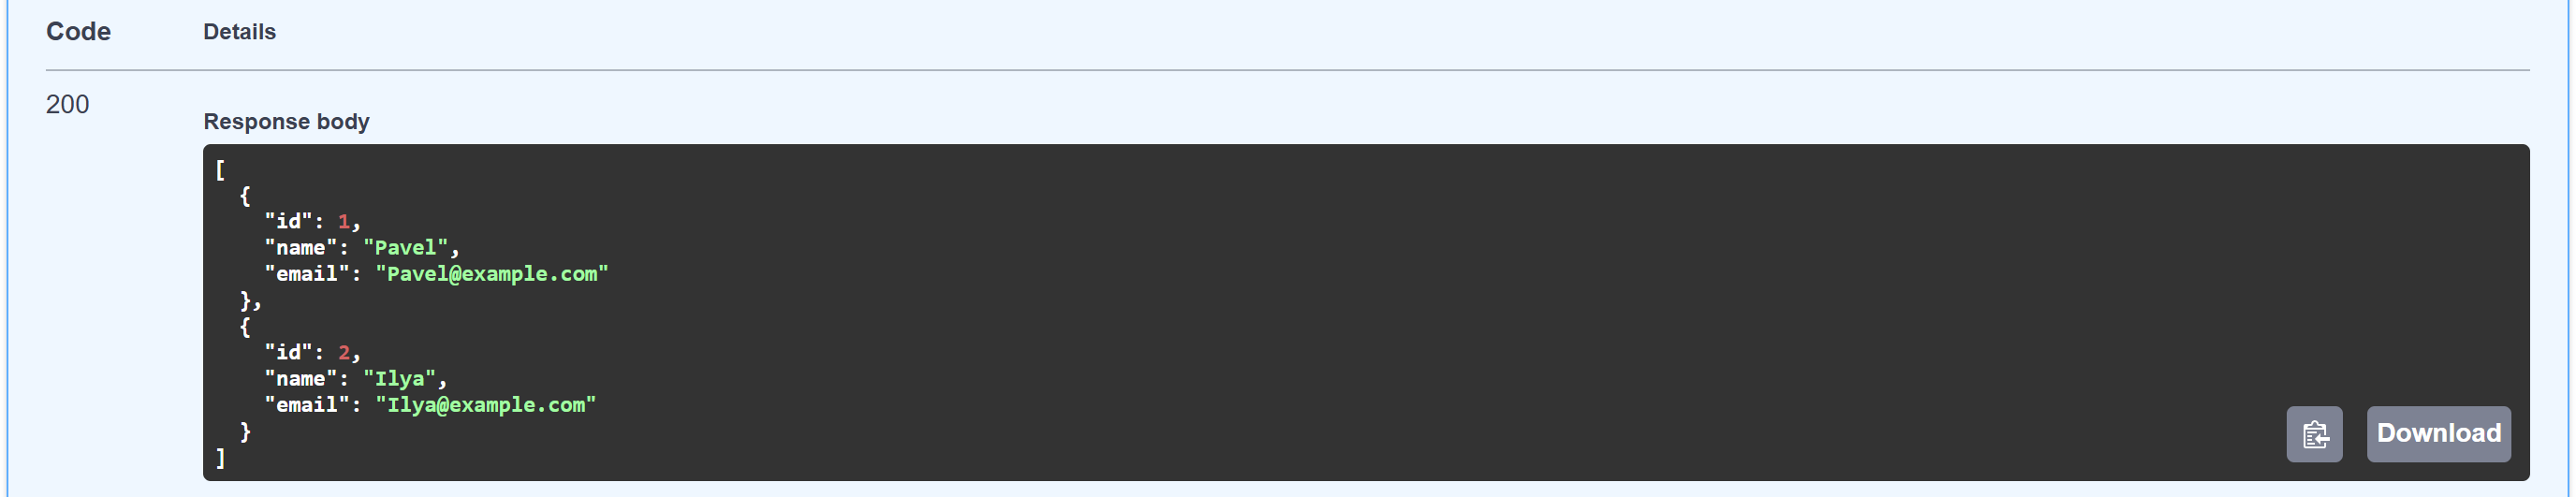 Code Details
200
Response body
[
  {
    "id": 1,
    "name": "Pavel",
    "email": "Pavel@example.com"
  },
  {
    "id": 2,
    "name": "Ilya",
    "email": "Ilya@example.com"
  }
]
Download